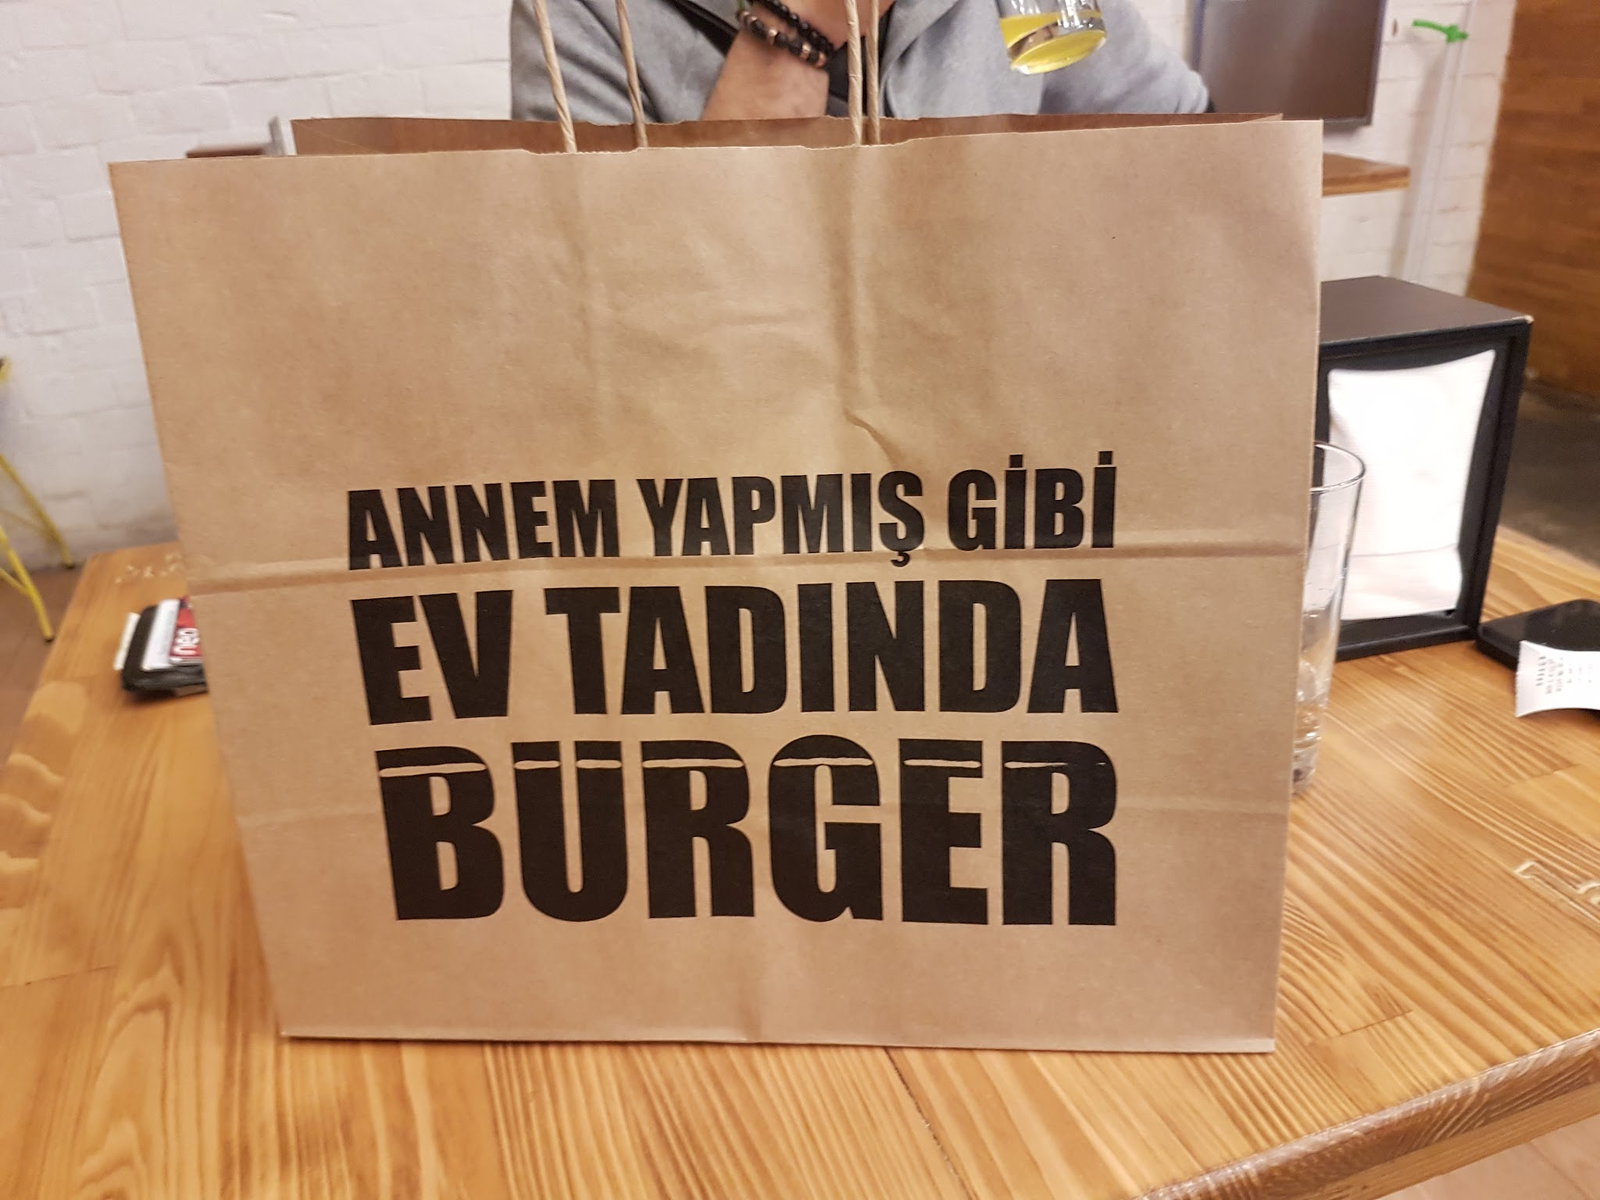 ANNEM YAPMIŞ GİBİ
EV TADINDA
BURGER